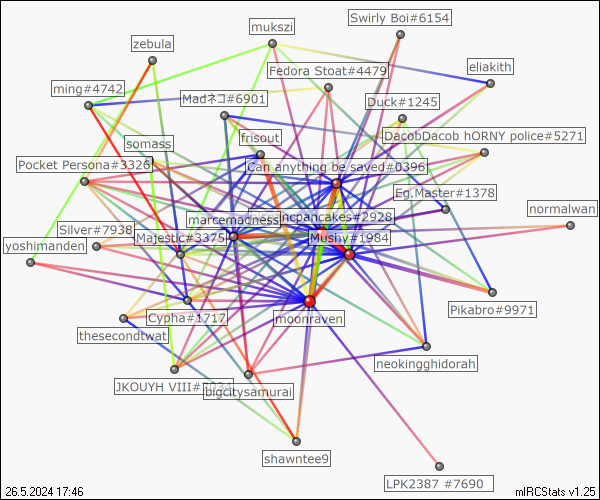 Swirly Boi#6154
mukszi
zebula
eliakith
Fedora Stoat#4479
ming#4742
Madネコ#6901
Duck#1245
DacobDacob hORNY police#5271
frisout
somass
Pocket Persona#3326
Can anything be saved#0396
Eg.Master#1378
normalwan
marcemacness
ncpancakes#2928
Silver#7938
Majestic#3375
Mushy#1984
yoshimanden
Pikabro#9971
Cypha#1717
moonraven
thesecondtwat
neokingghidorah
JKOUYH VIII#
bigcitysamurai
shawntee9
LPK2387 #7690
26.5.2024 17:46
mIRCStats v1.25